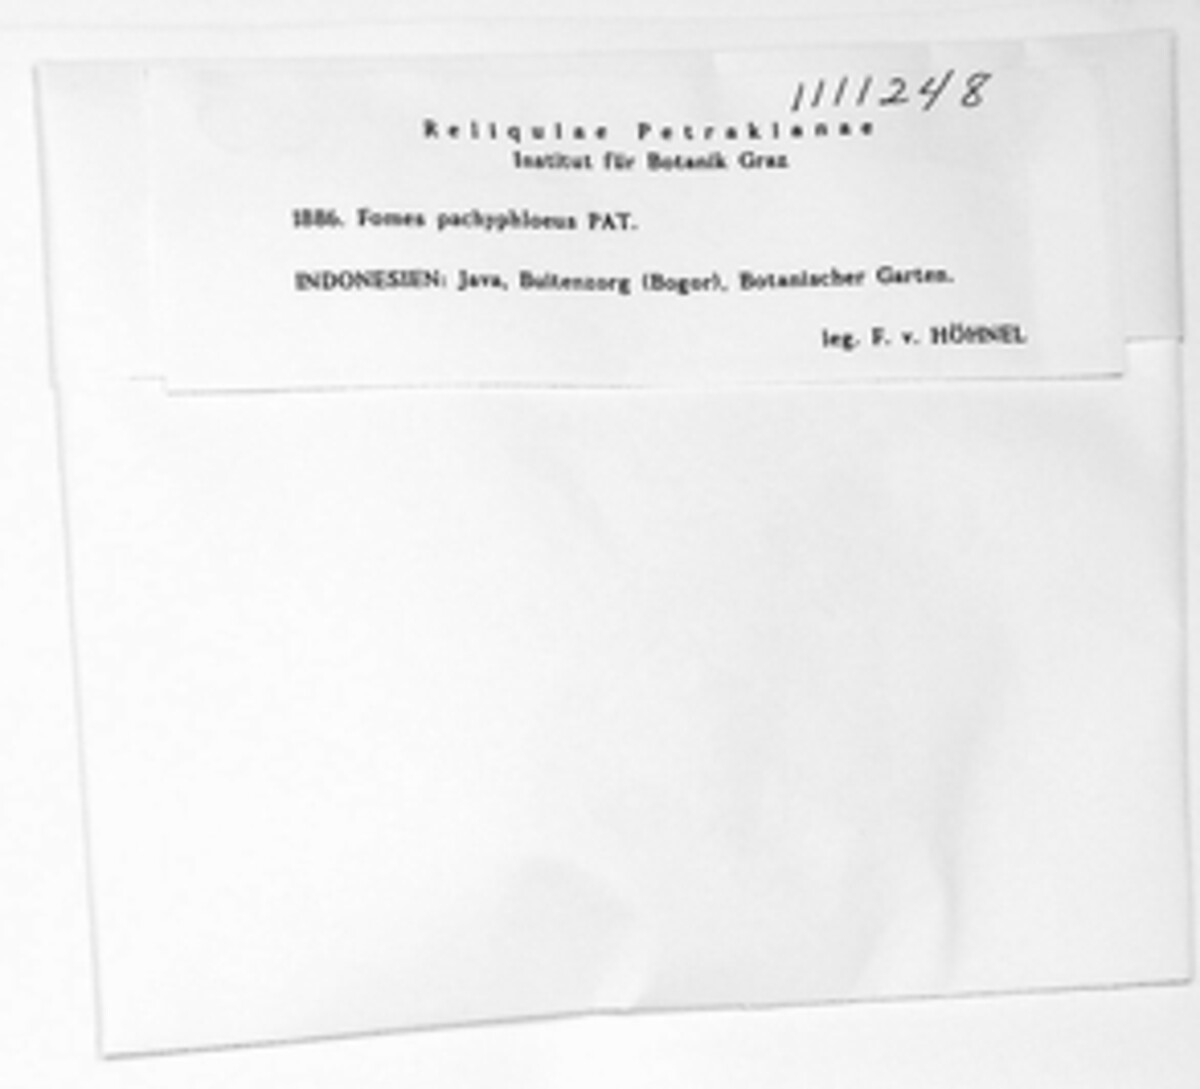 1111248
Reliquiae Petrakianae
Institut für Botanik Graz
1886. Fomes pachyphloeus PAT.
INDONESIEN: Java, Buitenzorg (Bogor), Botanischer Garten.
leg. F. v. HÖHNEL